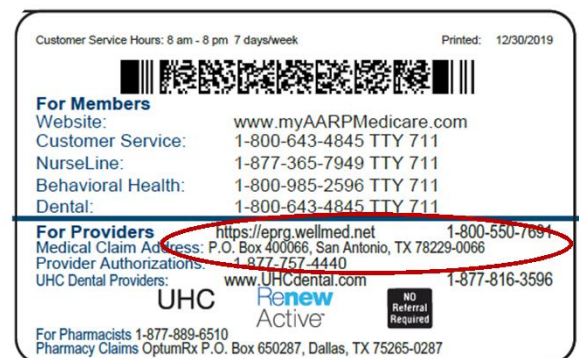 Customer Service Hours: 8 am - 8 pm 7 days/week Printed: 12/30/2019
For Members
Website: www.myAARPMedicare.com
Customer Service: 1-800-643-4845 TTY 711
NurseLine: 1-877-365-7949 TTY 711
Behavioral Health: 1-800-985-2596 TTY 711
Dental: 1-800-643-4845 TTY 711
For Providers https://eprg.wellmed.net 1-800-550-7691
Medical Claim Address: P.O. Box 400066, San Antonio, TX 78229-0066
Provider Authorizations: 1-877-757-4440
UHC Dental Providers: www.UHCdental.com 1-877-816-3596
UHC Renew Active NO Referral Required
For Pharmacists 1-877-889-6510
Pharmacy Claims OptumRx P.O. Box 650287, Dallas, TX 75265-0287